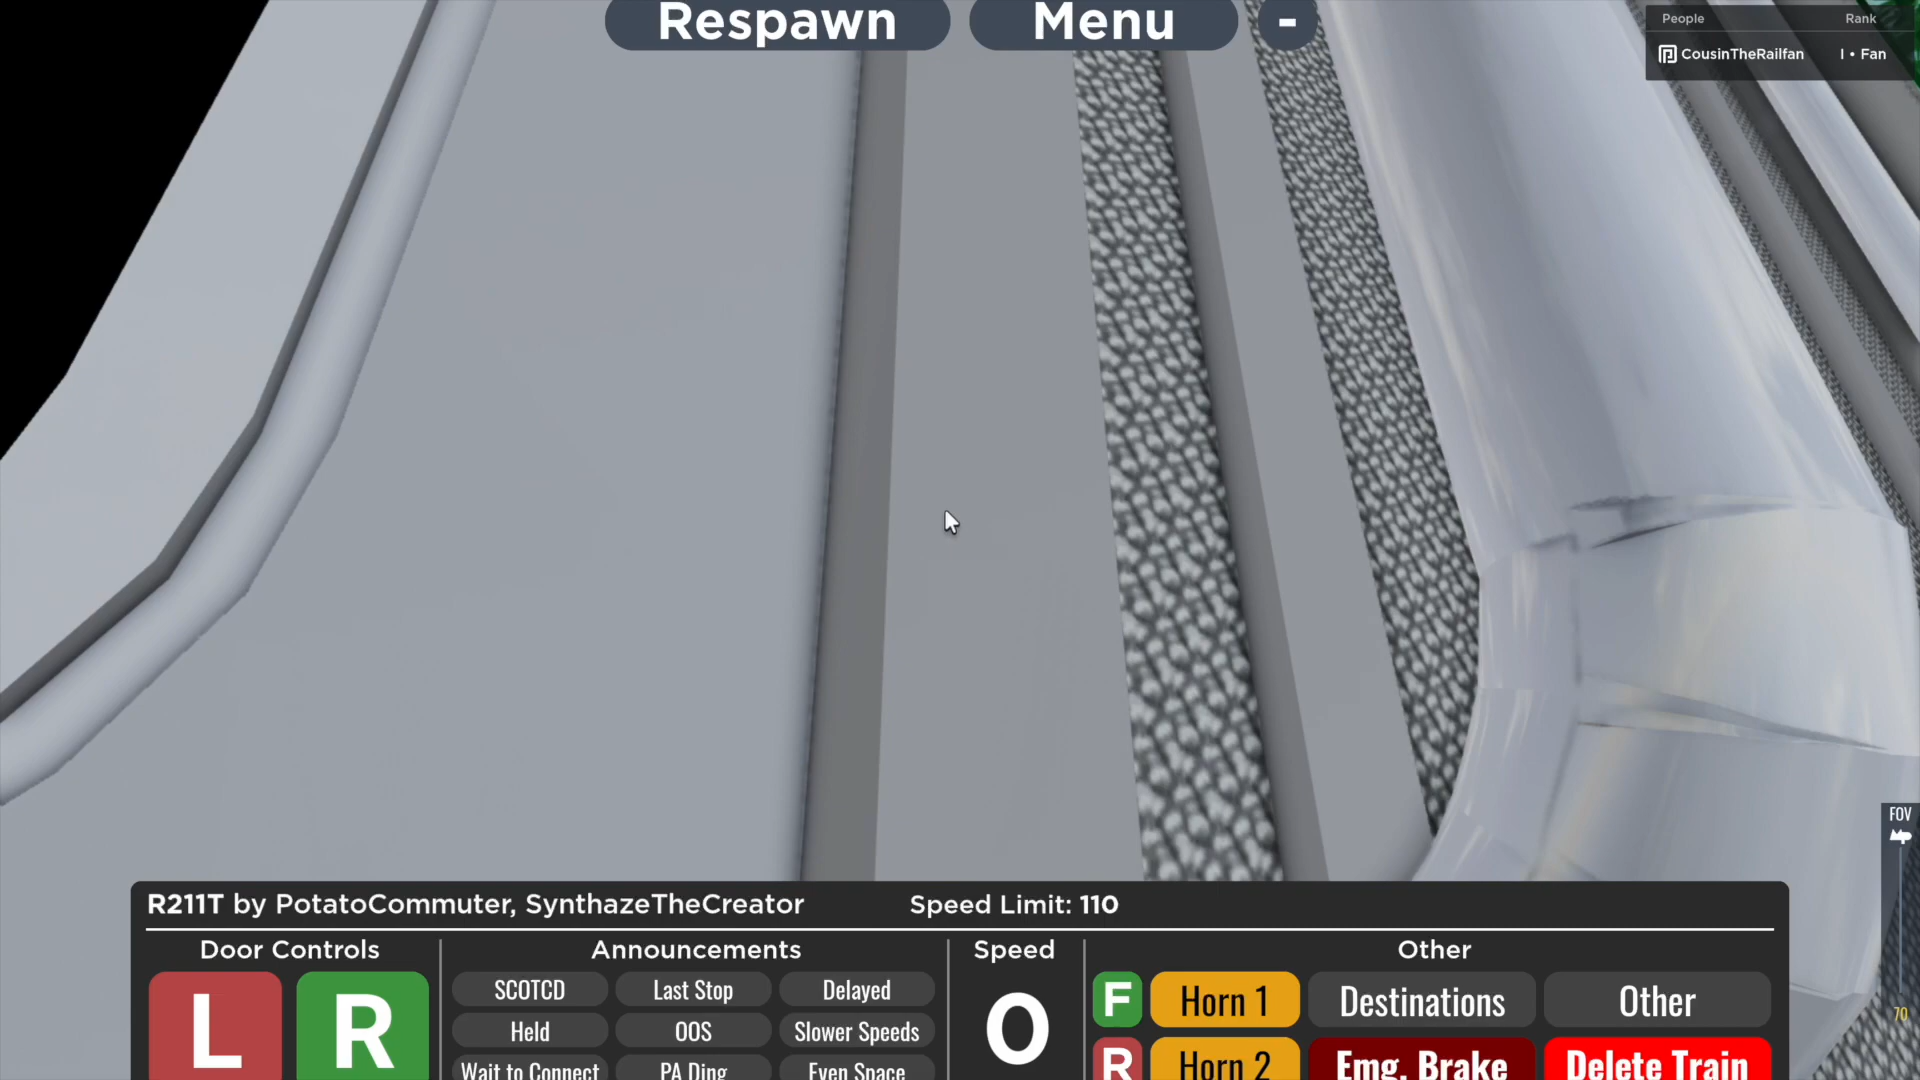 Respawn Menu -
People Rank
CousinTheRailfan I • Fan
FOV
70
R211T by PotatoCommuter, SynthazeTheCreator Speed Limit: 110
Door Controls Announcements Speed Other
L R
SCOTCD Last Stop Delayed
Held OOS Slower Speeds
Wait to Connect PA Ding Even Space
0
F Horn 1 Destinations Other
R Horn 2 Emg. Brake Delete Train